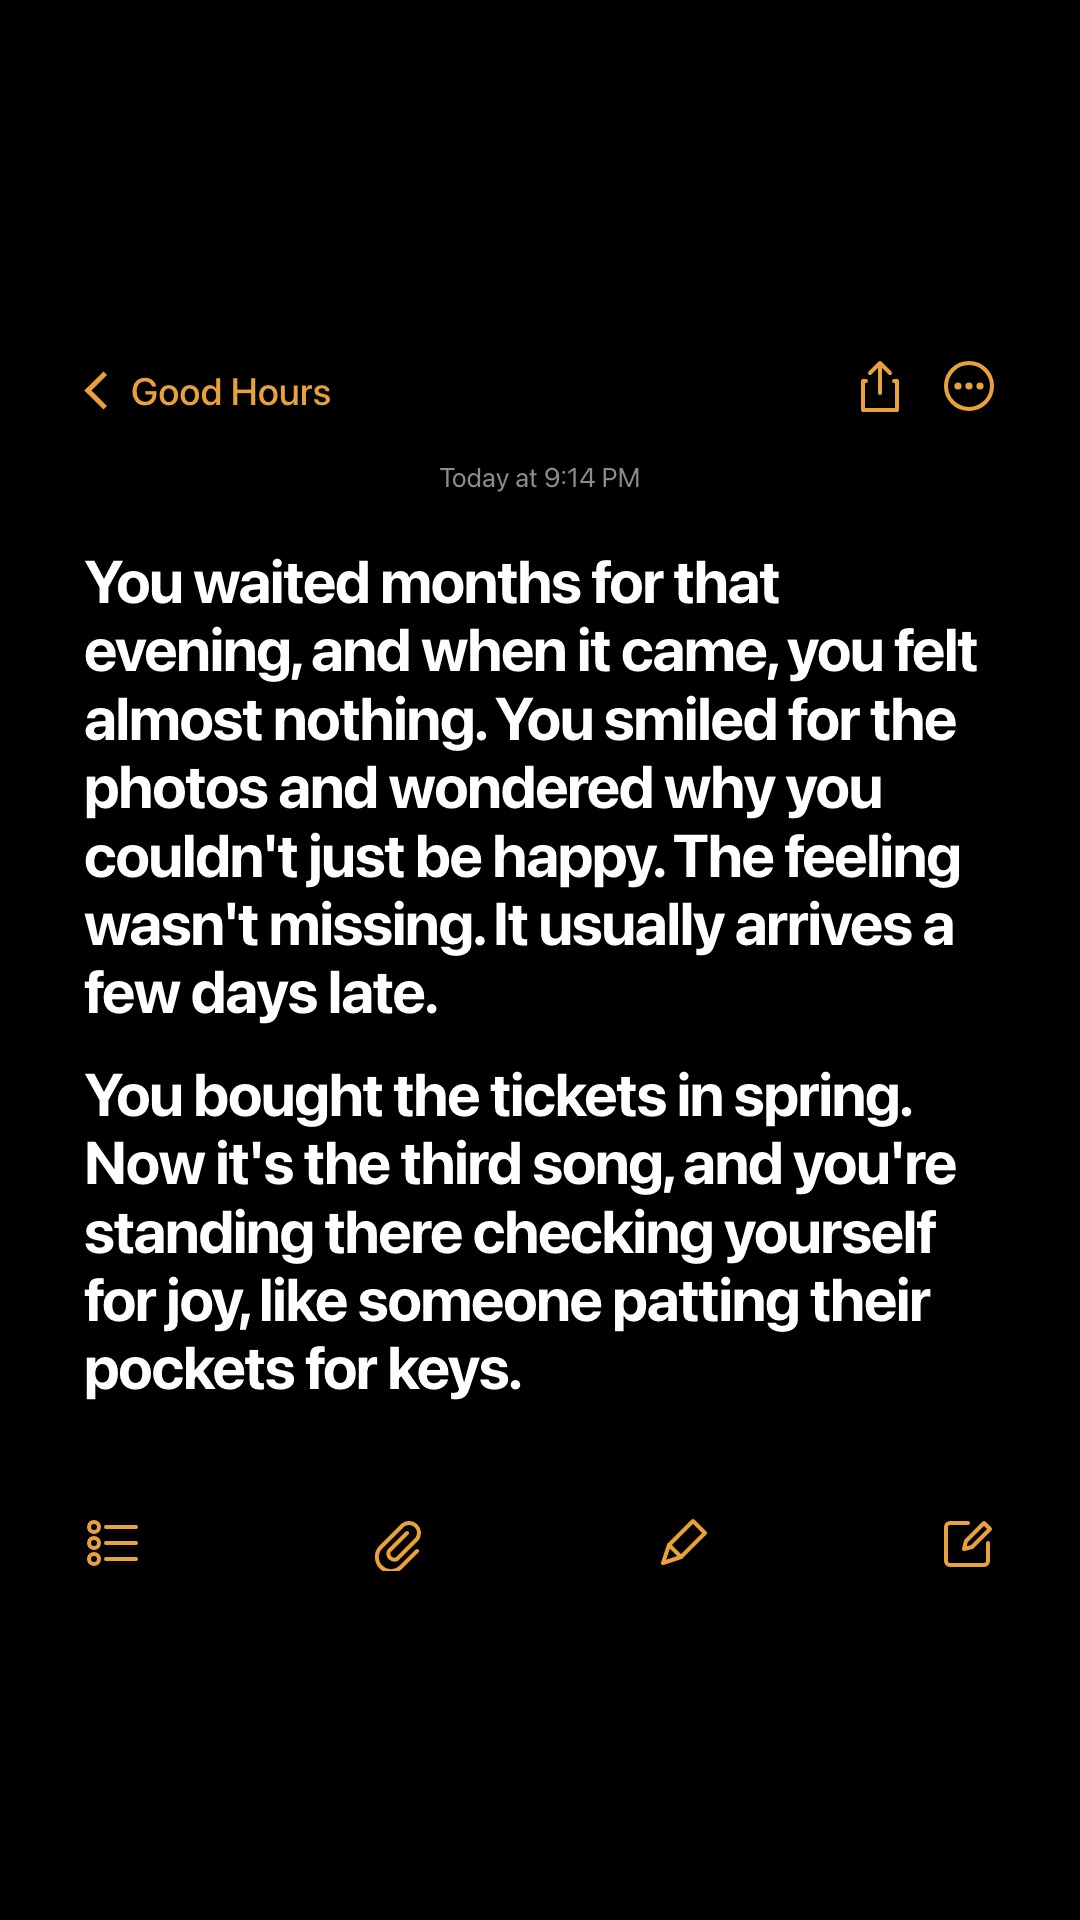 Good Hours
Today at 9:14 PM
You waited months for that
evening, and when it came, you felt
almost nothing. You smiled for the
photos and wondered why you
couldn't just be happy. The feeling
wasn't missing. It usually arrives a
few days late.
You bought the tickets in spring.
Now it's the third song, and you're
standing there checking yourself
for joy, like someone patting their
pockets for keys.